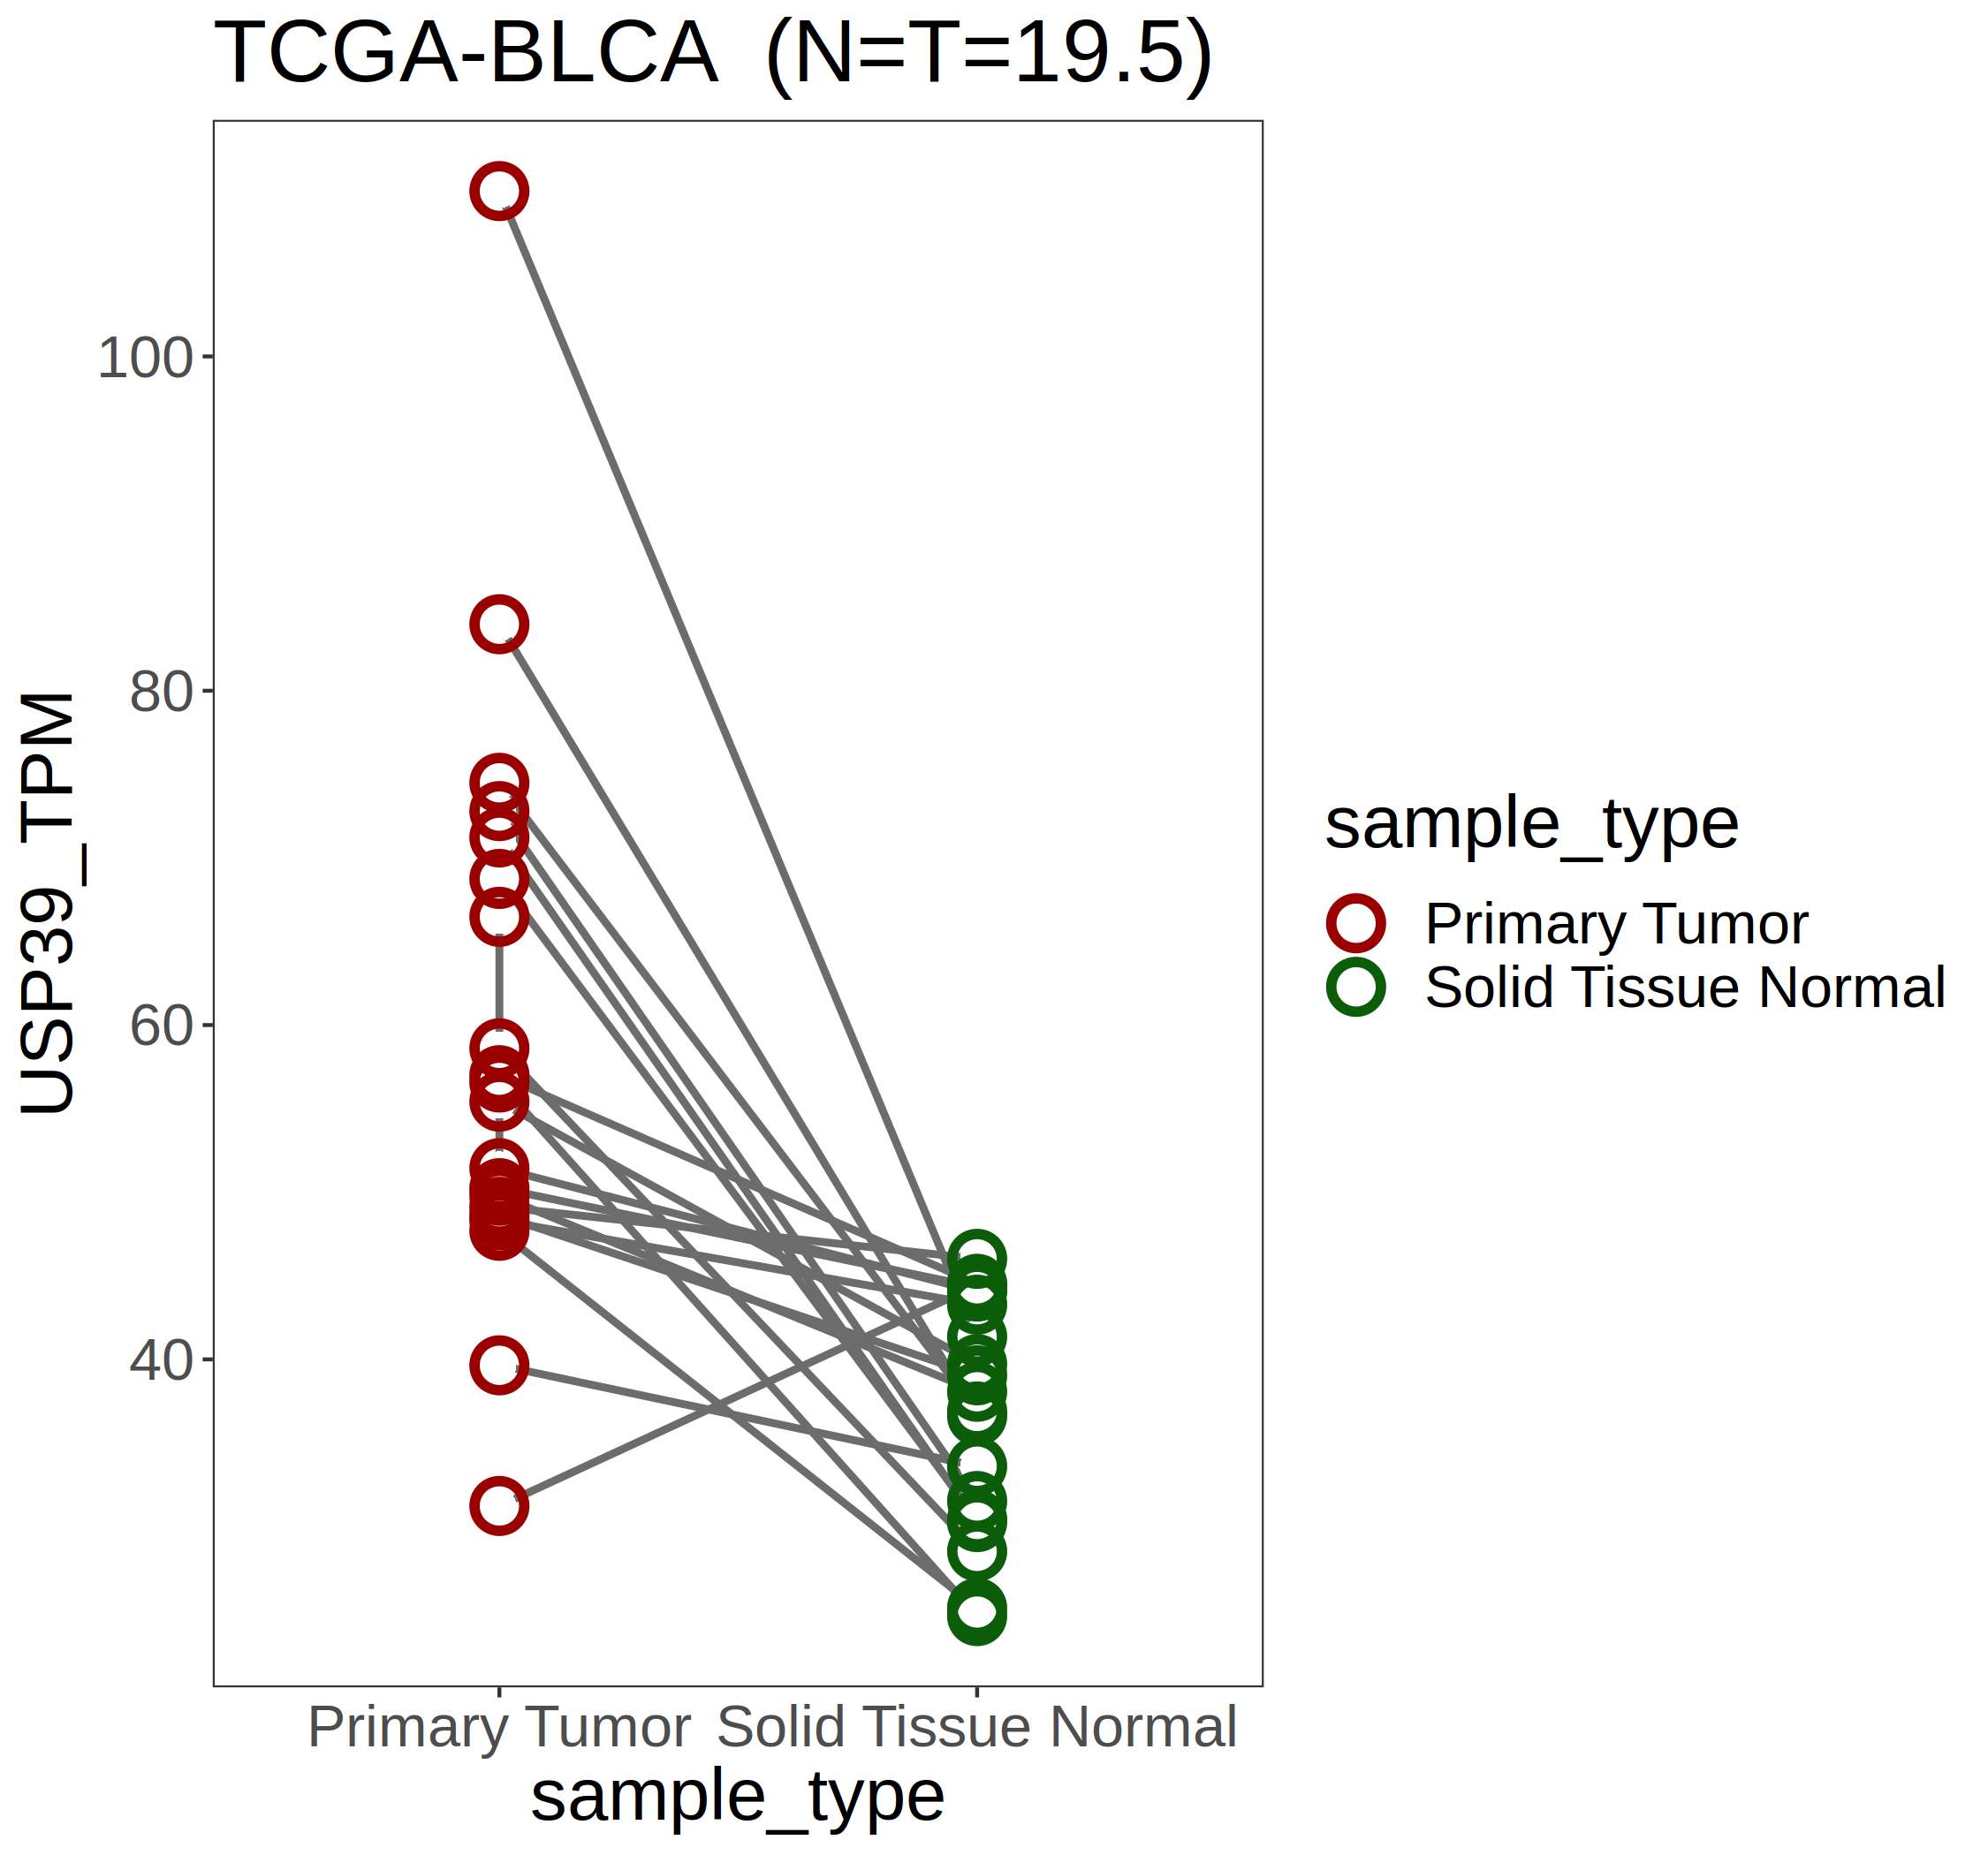 TCGA-BLCA  (N=T=19.5)
USP39_TPM
100
80
60
40
Primary Tumor
Solid Tissue Normal
sample_type
sample_type
Primary Tumor
Solid Tissue Normal